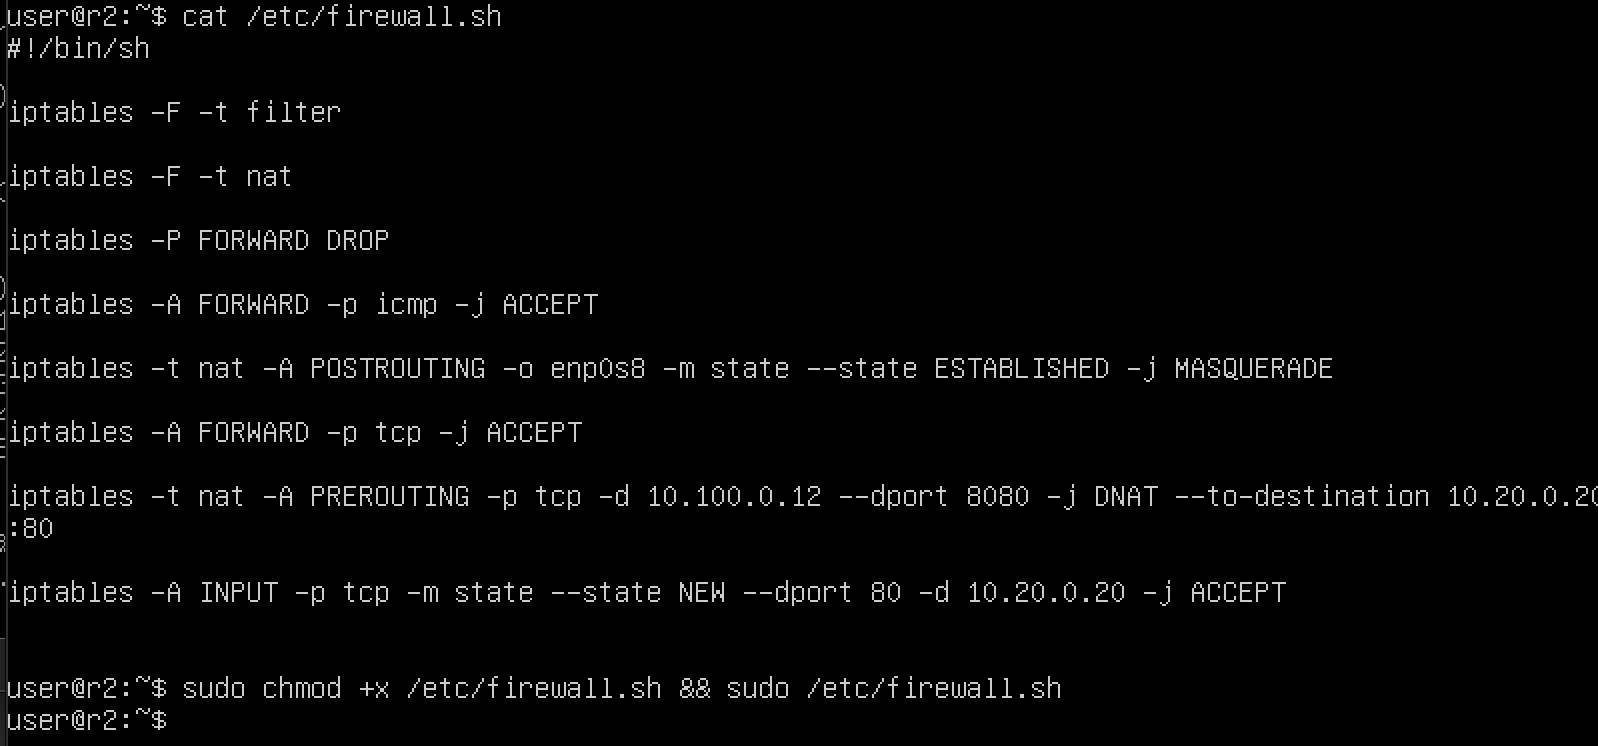 user@r2:~$ cat /etc/firewall.sh
#!/bin/sh
iptables -F -t filter
iptables -F -t nat
iptables -P FORWARD DROP
iptables -A FORWARD -p icmp -j ACCEPT
iptables -t nat -A POSTROUTING -o enp0s8 -m state --state ESTABLISHED -j MASQUERADE
iptables -A FORWARD -p tcp -j ACCEPT
iptables -t nat -A PREROUTING -p tcp -d 10.100.0.12 --dport 8080 -j DNAT --to-destination 10.20.0.20
:80
iptables -A INPUT -p tcp -m state --state NEW --dport 80 -d 10.20.0.20 -j ACCEPT
user@r2:~$ sudo chmod +x /etc/firewall.sh && sudo /etc/firewall.sh
user@r2:~$